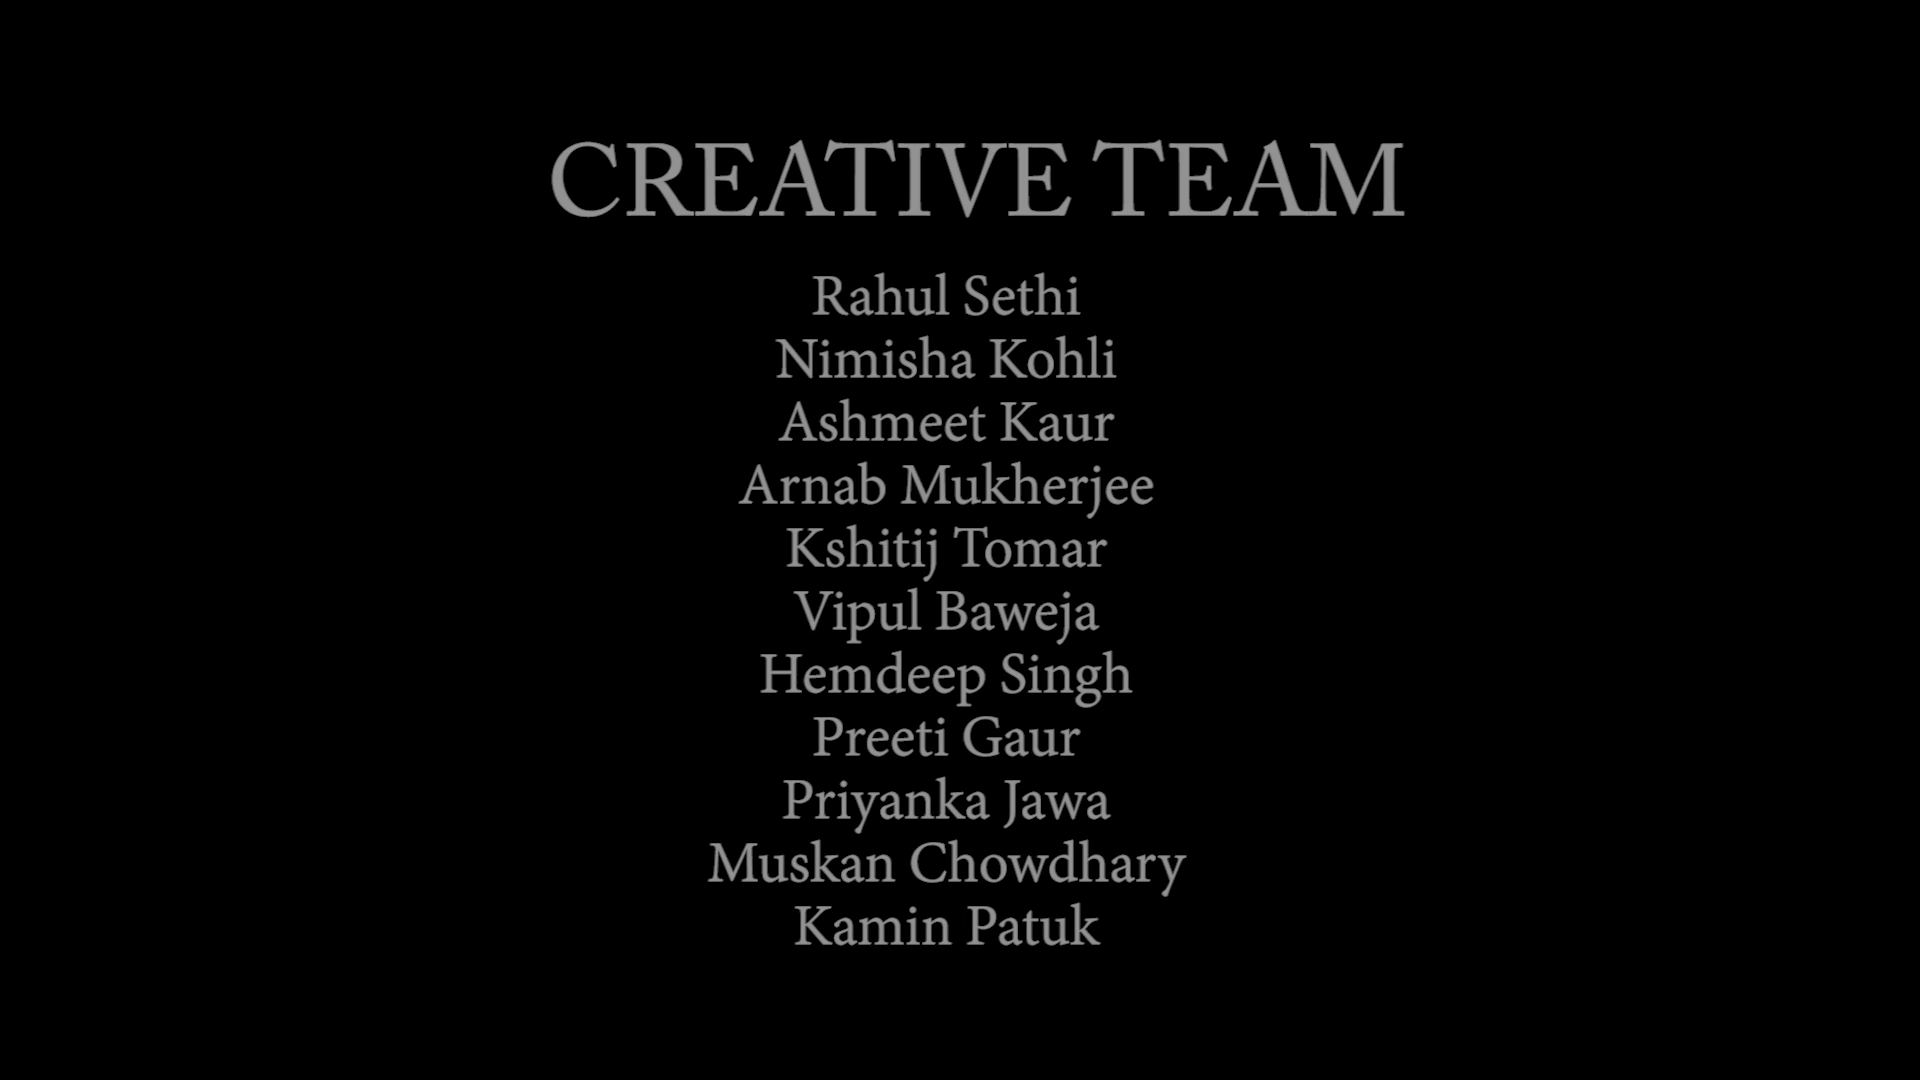 CREATIVE TEAM
Rahul Sethi
Nimisha Kohli
Ashmeet Kaur
Arnab Mukherjee
Kshitij Tomar
Vipul Baweja
Hemdeep Singh
Preeti Gaur
Priyanka Jawa
Muskan Chowdhary
Kamin Patuk